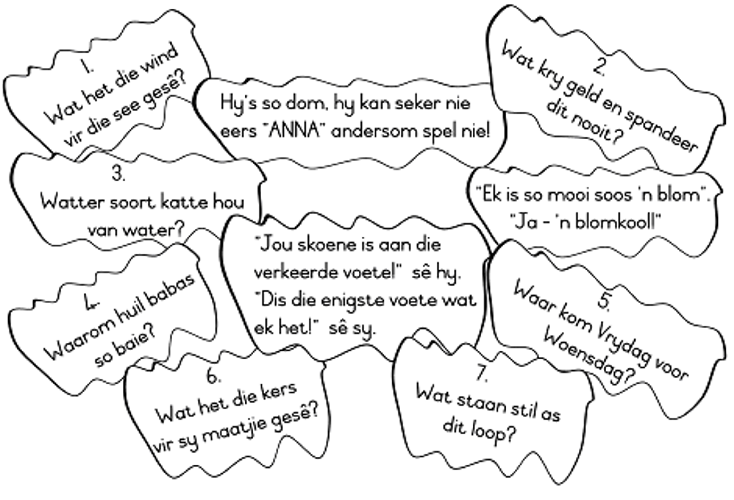 1.
Wat het die wind
vir die see gesê?
Hy's so dom, hy kan seker nie
eers "ANNA" andersom spel nie!
2.
Wat kry geld en spandeer
dit nooit?
3.
Watter soort katte hou
van water?
"Ek is so mooi soos 'n blom".
"Ja - 'n blomkool!"
"Jou skoene is aan die
verkeerde voete!" sê hy.
"Dis die enigste voete wat
ek het!" sê sy.
4.
Waarom huil babas
so baie?
5.
Waar kom Vrydag voor
Woensdag?
6.
Wat het die kers
vir sy maatjie gesê?
7.
Wat staan stil as
dit loop?